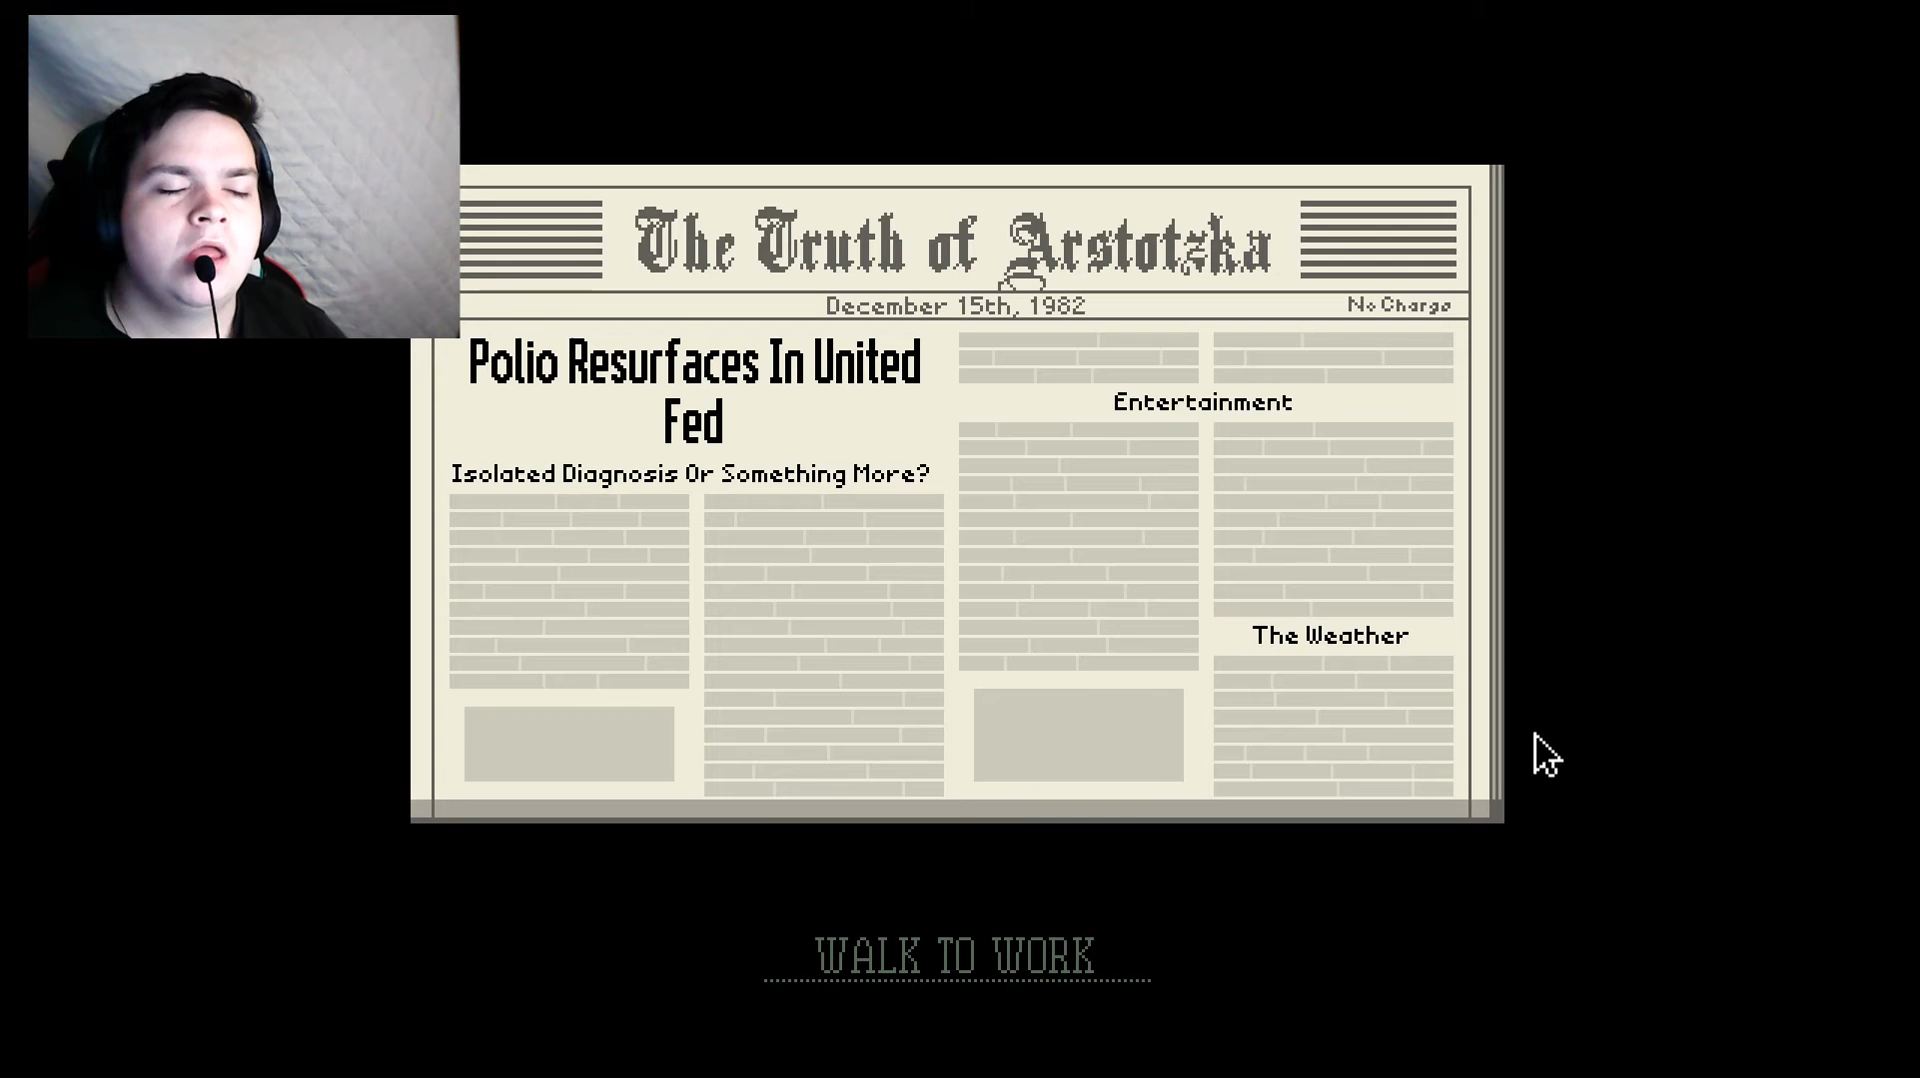 The Truth of Arstotzka
December 15th, 1982
No Charge
Polio Resurfaces In United
Fed
Isolated Diagnosis Or Something More?
Entertainment
The Weather
WALK TO WORK